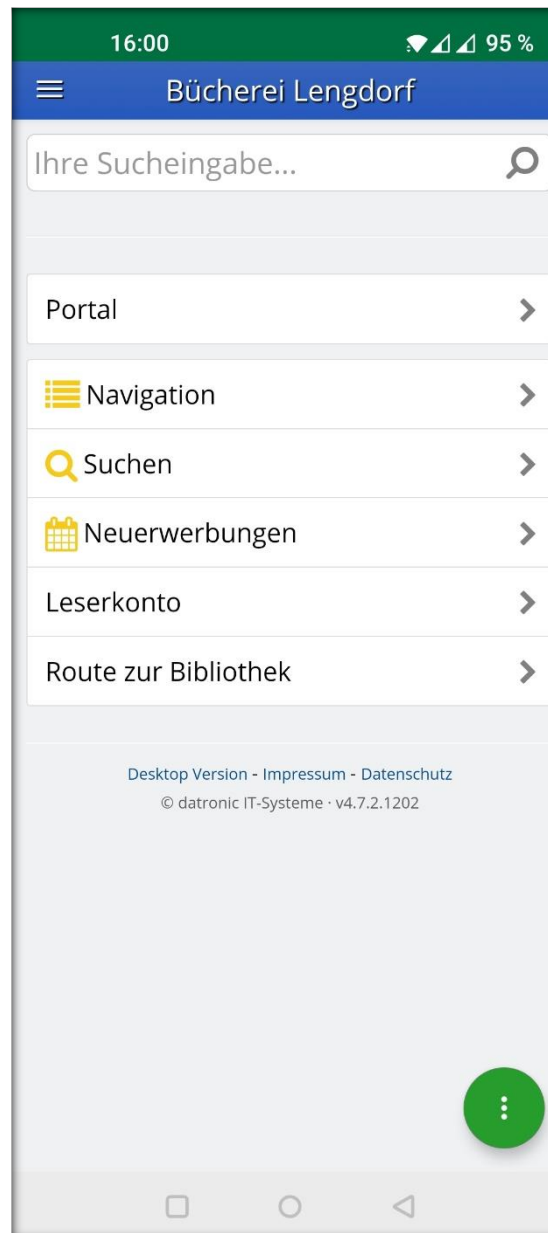 16:00 95 %
Bücherei Lengdorf
Ihre Sucheingabe...
Portal
Navigation
Suchen
Neuerwerbungen
Leserkonto
Route zur Bibliothek
Desktop Version - Impressum - Datenschutz
© datronic IT-Systeme · v4.7.2.1202